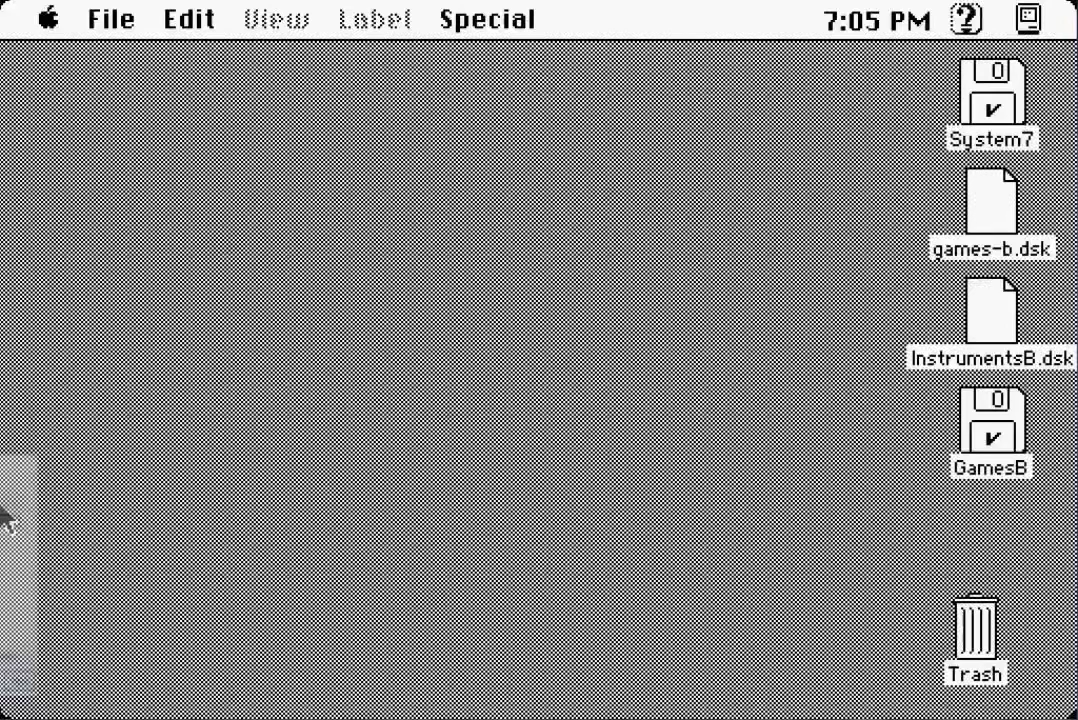 File Edit View Label Special 7:05 PM
System7
games-b.dsk
InstrumentsB.dsk
GamesB
Trash